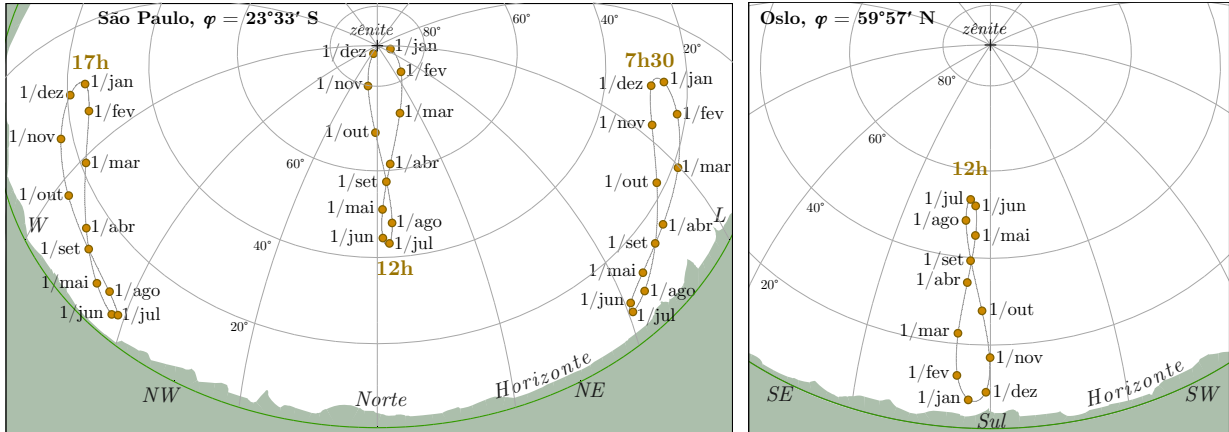 São Paulo, φ = 23°33′ S
zênite
80°
60°
40°
20°
60°
40°
20°
17h
1/jan
1/dez
1/fev
1/nov
1/mar
1/out
1/abr
1/set
1/mai
1/ago
1/jun
1/jul
1/dez
1/jan
1/fev
1/nov
1/mar
1/out
1/abr
1/set
1/mai
1/ago
1/jun
1/jul
12h
7h30
1/jan
1/dez
1/fev
1/nov
1/mar
1/out
1/abr
1/set
1/mai
1/ago
1/jun
1/jul
W
NW
Norte
Horizonte
NE
L
Oslo, φ = 59°57′ N
zênite
80°
60°
40°
20°
12h
1/jul
1/jun
1/ago
1/mai
1/set
1/abr
1/out
1/mar
1/nov
1/fev
1/dez
1/jan
SE
Sul
Horizonte
SW